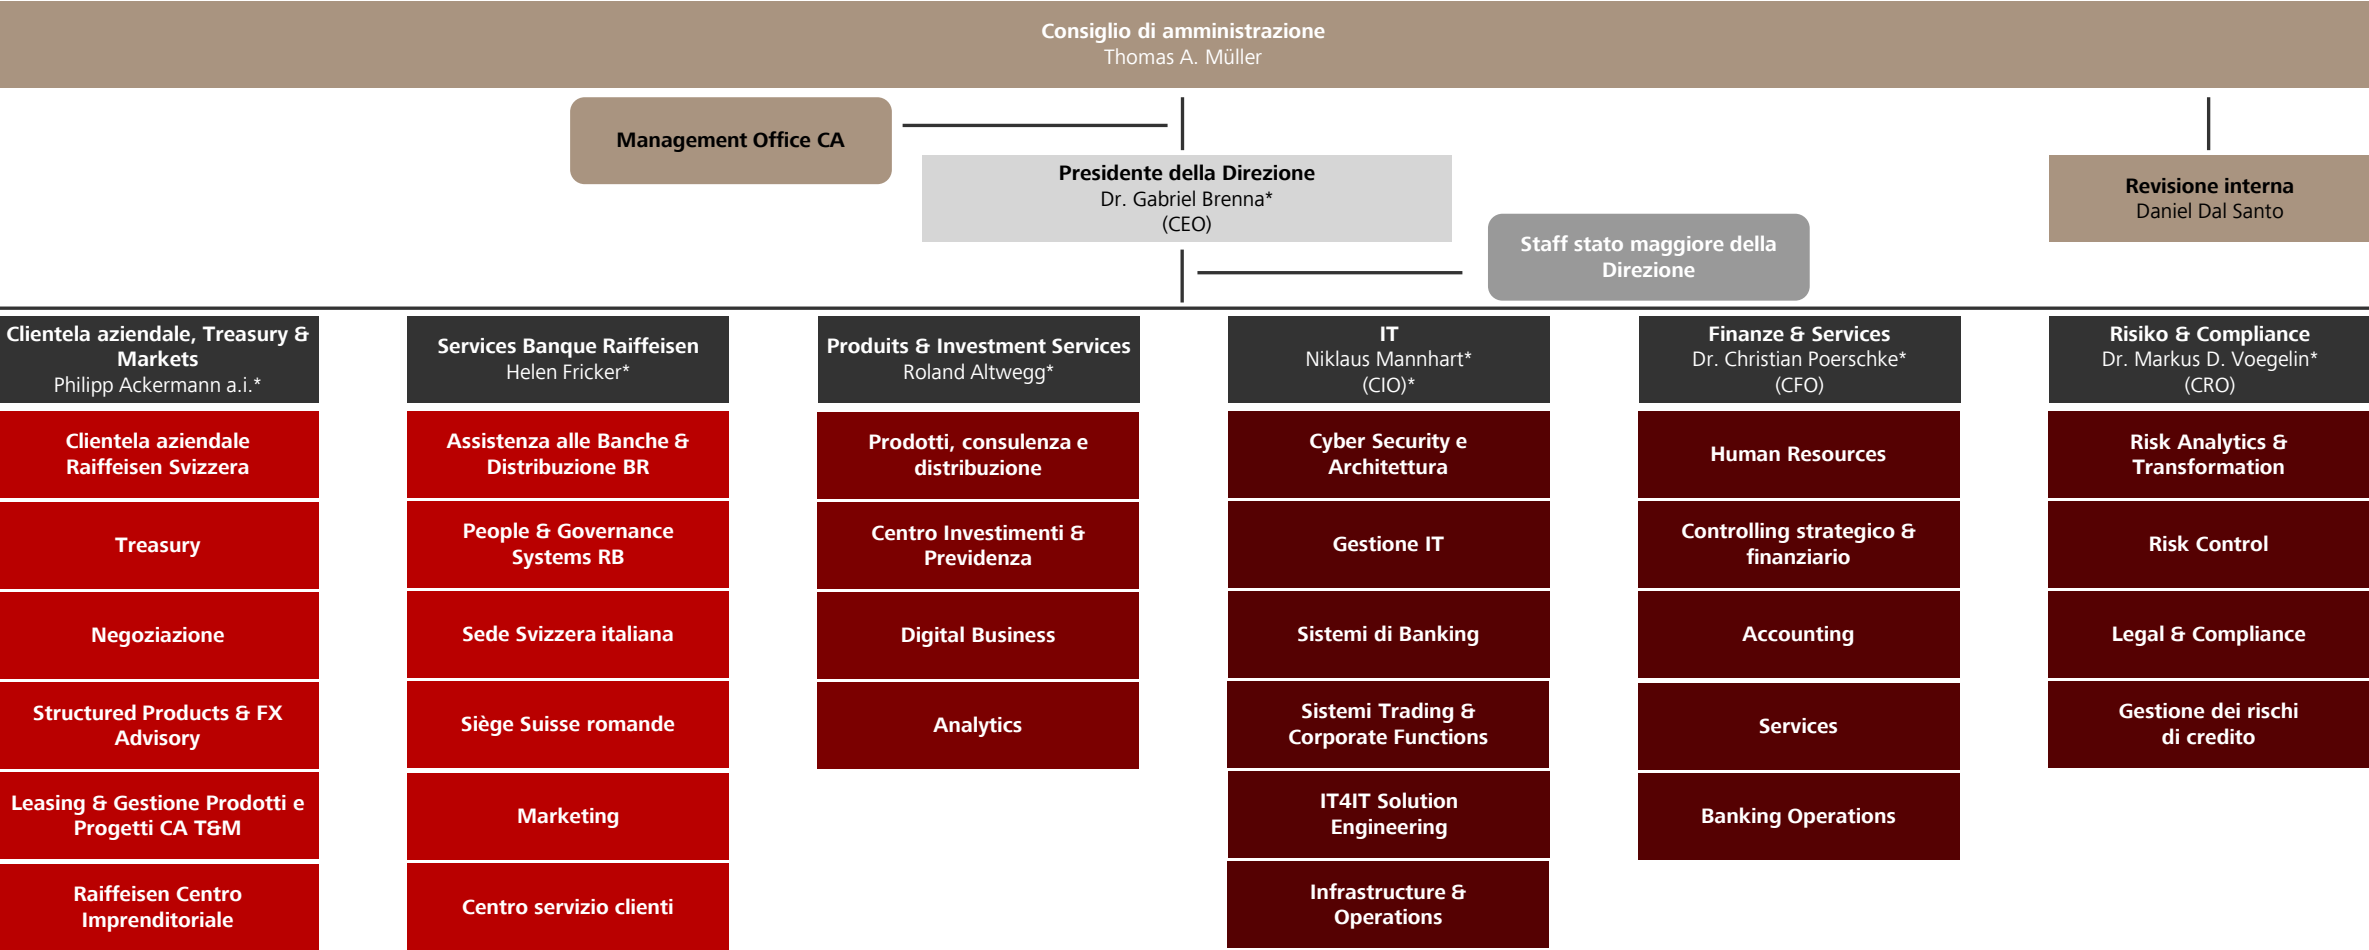 Consiglio di amministrazione
Thomas A. Müller
Management Office CA
Presidente della Direzione
Dr. Gabriel Brenna*
(CEO)
Revisione interna
Daniel Dal Santo
Staff stato maggiore della
Direzione
Clientela aziendale, Treasury &
Markets
Philipp Ackermann a.i.*
Clientela aziendale
Raiffeisen Svizzera
Treasury
Negoziazione
Structured Products & FX
Advisory
Leasing & Gestione Prodotti e
Progetti CA T&M
Raiffeisen Centro
Imprenditoriale
Services Banque Raiffeisen
Helen Fricker*
Assistenza alle Banche &
Distribuzione BR
People & Governance
Systems RB
Sede Svizzera italiana
Siège Suisse romande
Marketing
Centro servizio clienti
Produits & Investment Services
Roland Altwegg*
Prodotti, consulenza e
distribuzione
Centro Investimenti &
Previdenza
Digital Business
Analytics
IT
Niklaus Mannhart*
(CIO)*
Cyber Security e
Architettura
Gestione IT
Sistemi di Banking
Sistemi Trading &
Corporate Functions
IT4IT Solution
Engineering
Infrastructure &
Operations
Finanze & Services
Dr. Christian Poerschke*
(CFO)
Human Resources
Controlling strategico &
finanziario
Accounting
Services
Banking Operations
Risiko & Compliance
Dr. Markus D. Voegelin*
(CRO)
Risk Analytics &
Transformation
Risk Control
Legal & Compliance
Gestione dei rischi
di credito